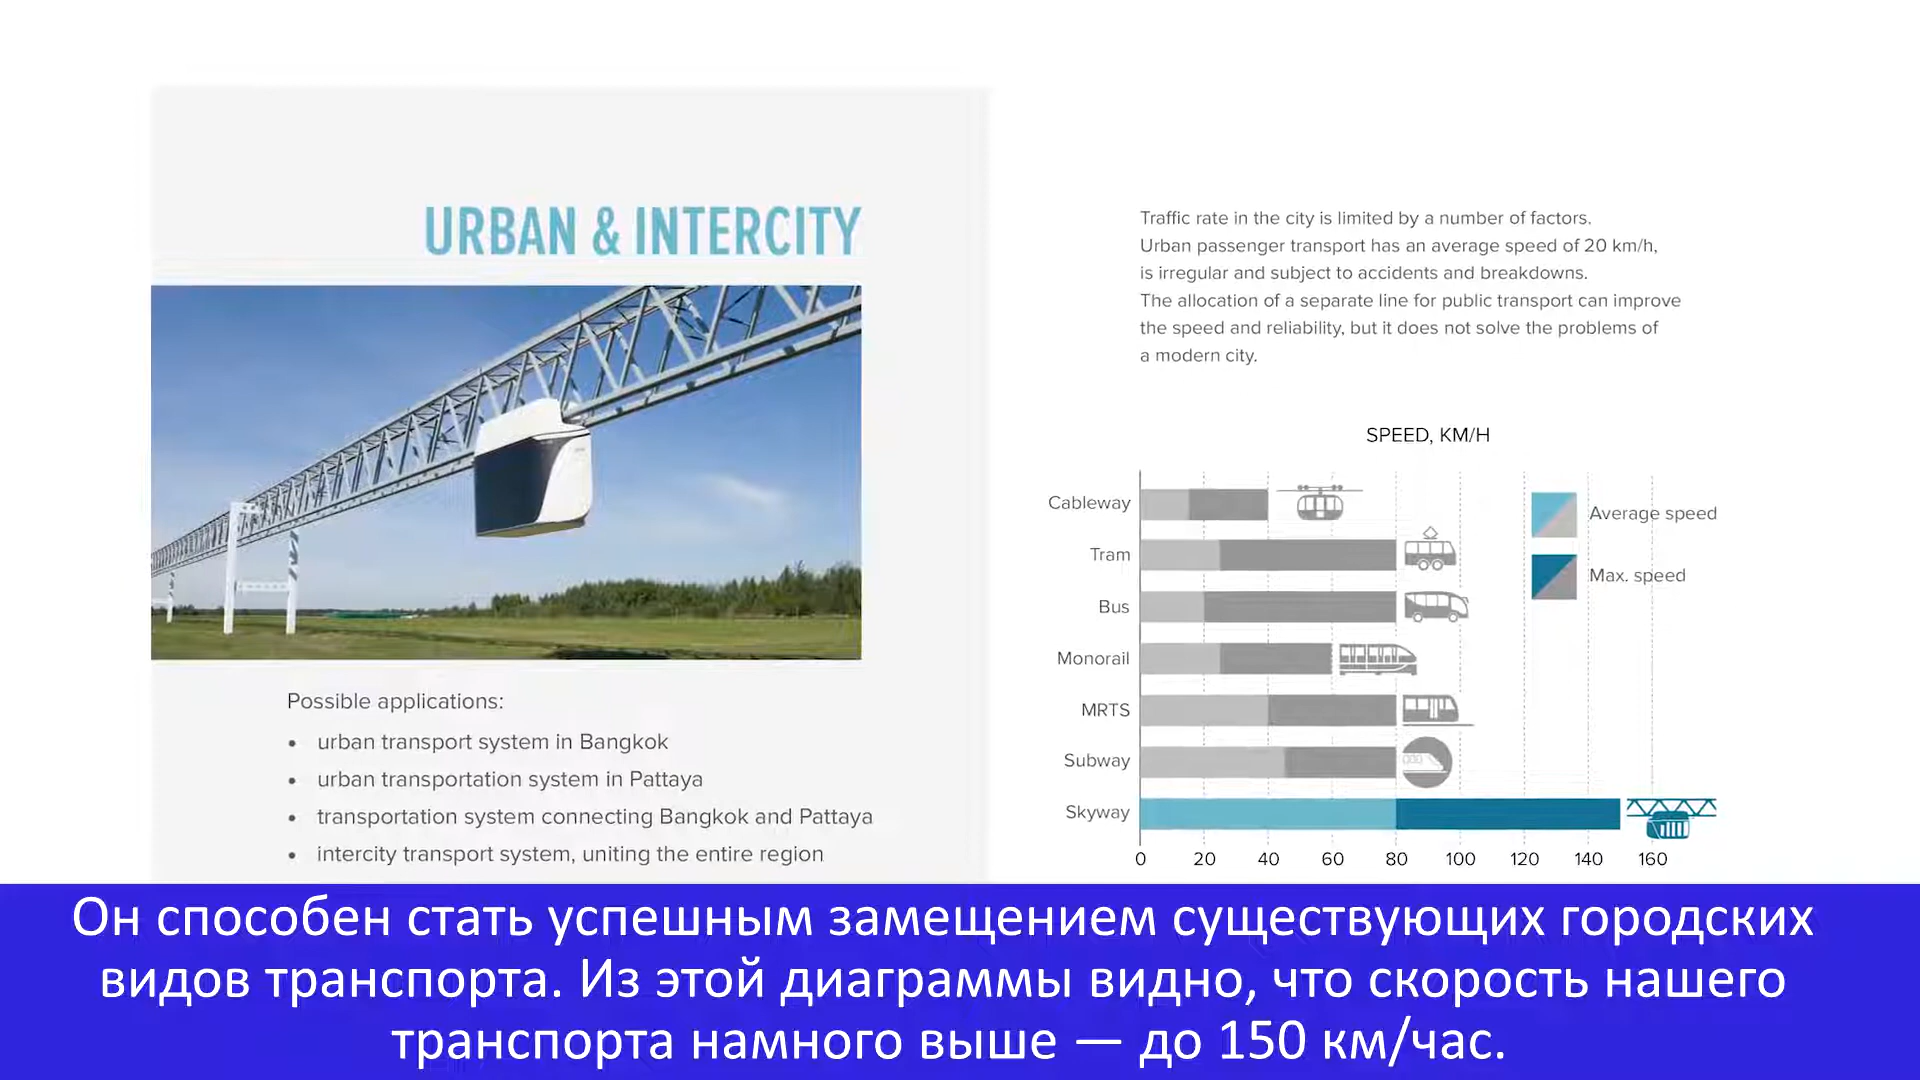 URBAN & INTERCITY
Possible applications:
• urban transport system in Bangkok
• urban transportation system in Pattaya
• transportation system connecting Bangkok and Pattaya
• intercity transport system, uniting the entire region
Traffic rate in the city is limited by a number of factors.
Urban passenger transport has an average speed of 20 km/h,
is irregular and subject to accidents and breakdowns.
The allocation of a separate line for public transport can improve
the speed and reliability, but it does not solve the problems of
a modern city.
SPEED, KM/H
Cableway
Tram
Bus
Monorail
MRTS
Subway
Skyway
0 20 40 60 80 100 120 140 160
Average speed
Max. speed
Он способен стать успешным замещением существующих городских
видов транспорта. Из этой диаграммы видно, что скорость нашего
транспорта намного выше — до 150 км/час.